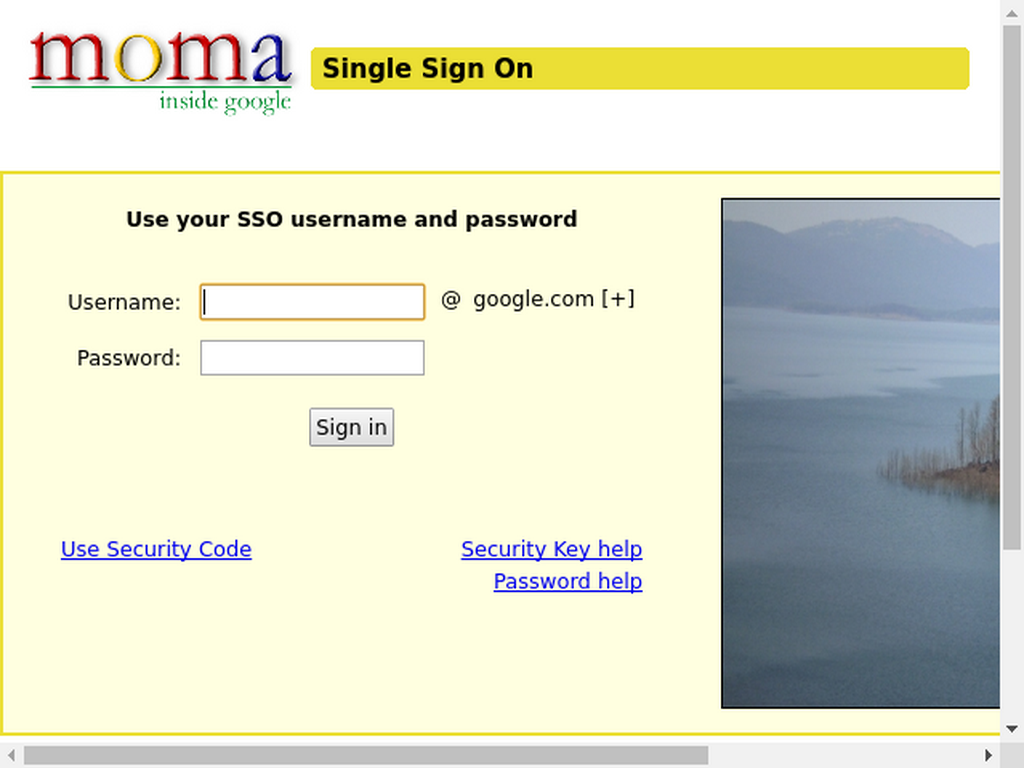 moma
inside google
Single Sign On
Use your SSO username and password
Username:
@ google.com [+]
Password:
Sign in
Use Security Code
Security Key help
Password help